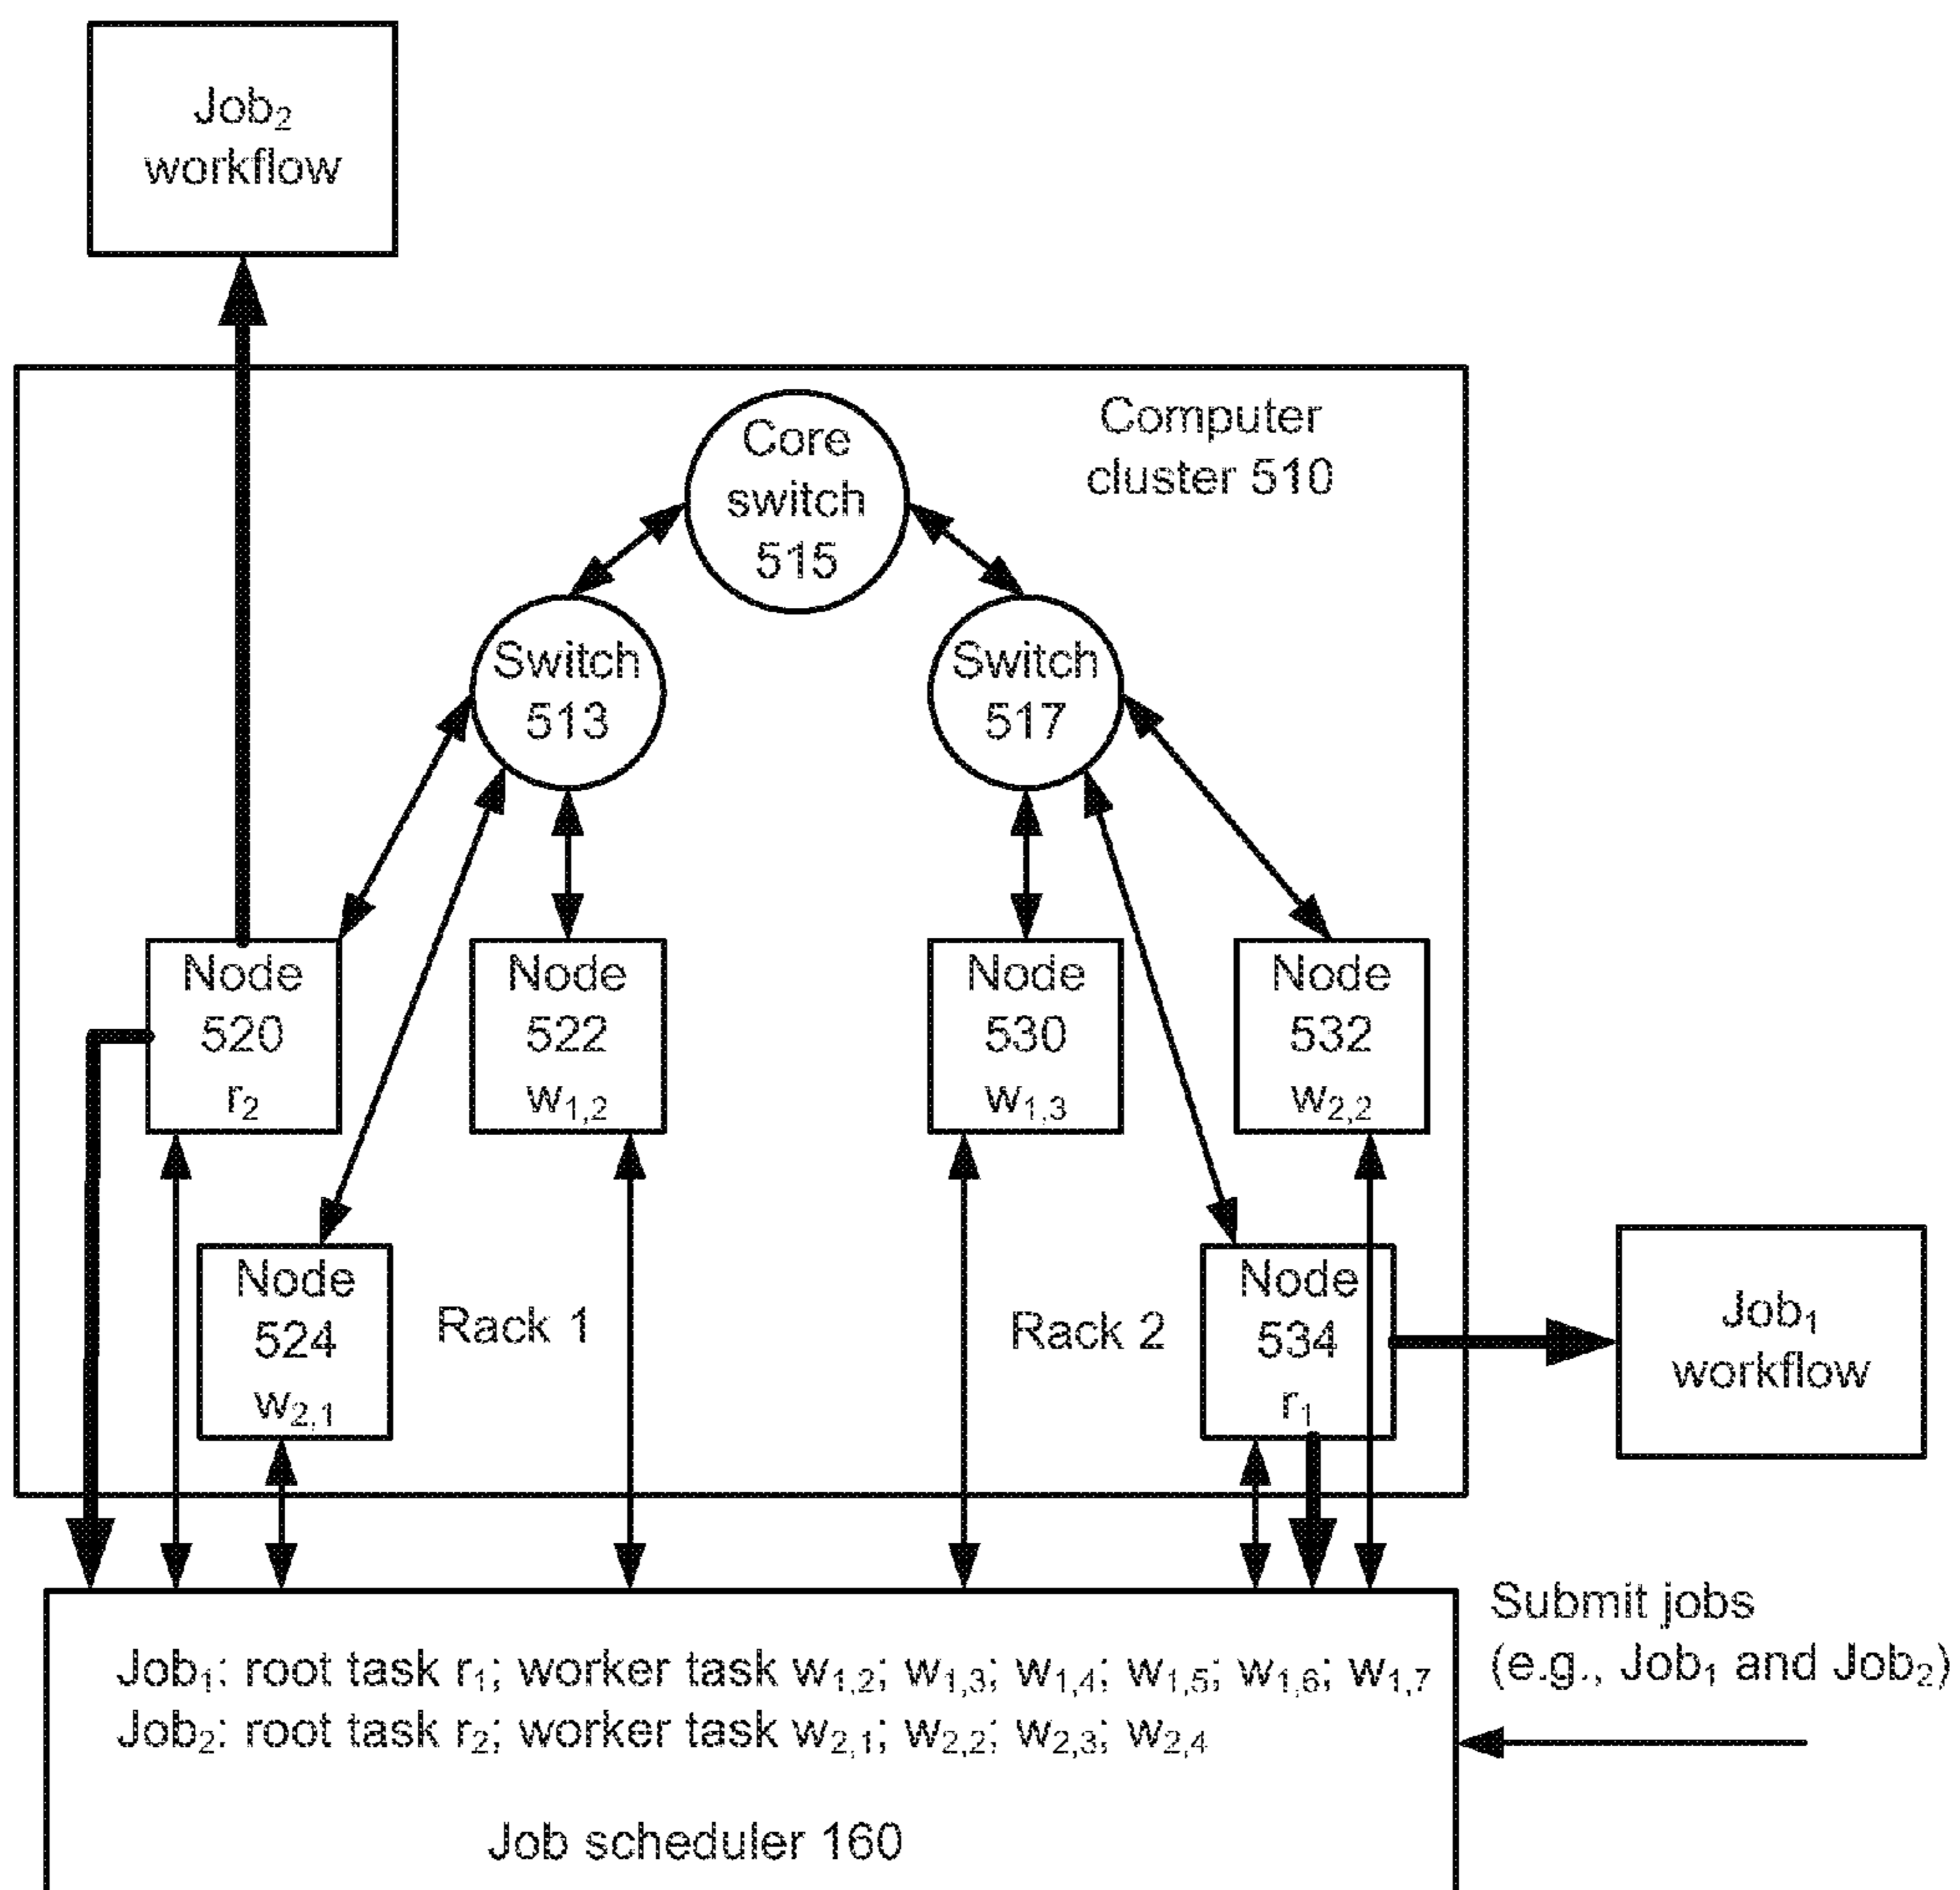 Job₂
workflow
Computer
cluster 510
Core
switch
515
Switch
513
Switch
517
Node
520
r₂
Node
522
w₁,₂
Node
530
w₁,₃
Node
532
w₂,₂
Node
524
w₂,₁
Rack 1
Rack 2
Node
534
r₁
Job₁
workflow
Submit jobs
(e.g., Job₁ and Job₂)
Job₁: root task r₁; worker task w₁,₂; w₁,₃; w₁,₄; w₁,₅; w₁,₆; w₁,₇
Job₂: root task r₂; worker task w₂,₁; w₂,₂; w₂,₃; w₂,₄
Job scheduler 160